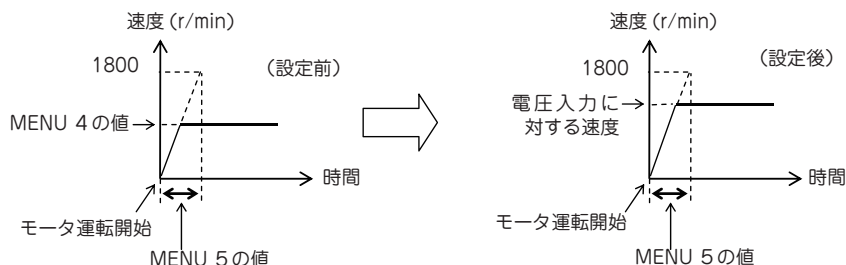 速度 (r/min)
1800
(設定前)
MENU 4の値
時間
モータ運転開始
MENU 5の値
速度 (r/min)
1800
(設定後)
電圧入力に
対する速度
時間
モータ運転開始
MENU 5の値